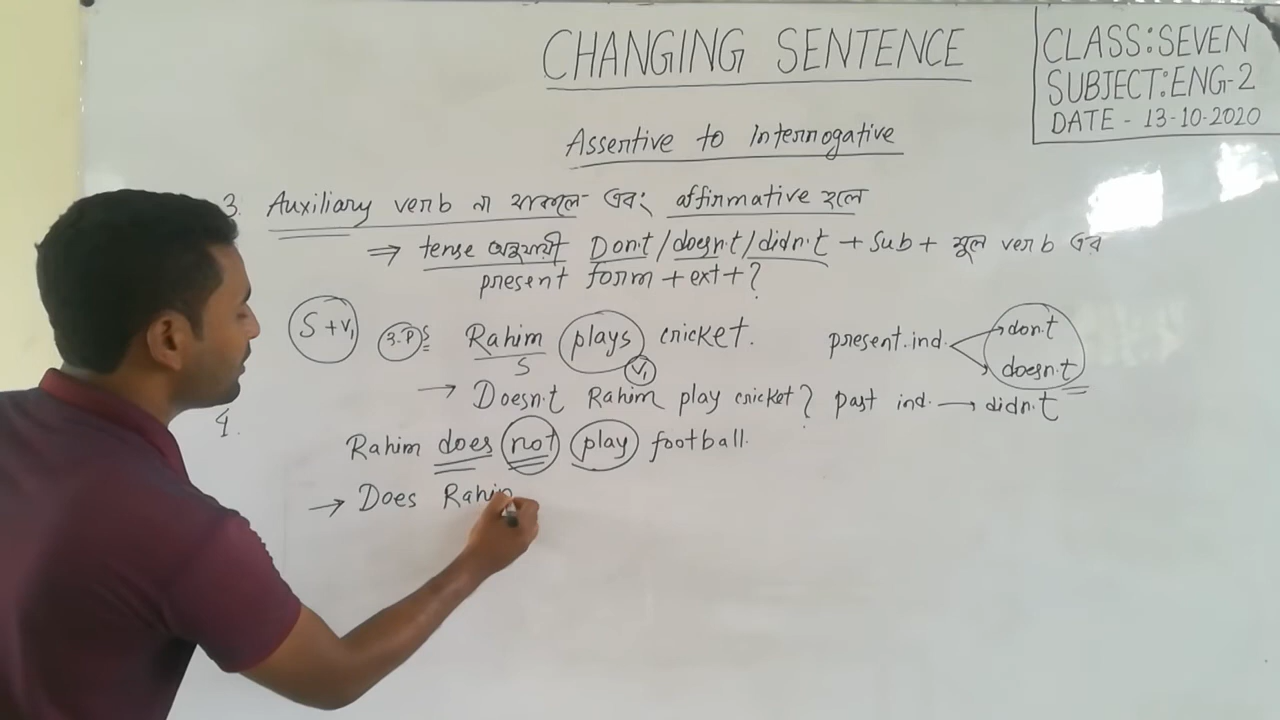 CHANGING SENTENCE
CLASS:SEVEN
SUBJECT:ENG-2
DATE - 13-10-2020
Assertive to Interrogative
3. Auxiliary verb না থাকলে এবং affirmative হলে
⇒ tense অনুযায়ী Don't/doesn't/didn't + Sub + মূল verb এর
present form + ext + ?
S + V1 3.P s Rahim plays cricket. present.ind. don't
S V1 doesn't
→ Doesn't Rahim play cricket? past ind. → didn't
4.
Rahim does not play football.
→ Does Rahim